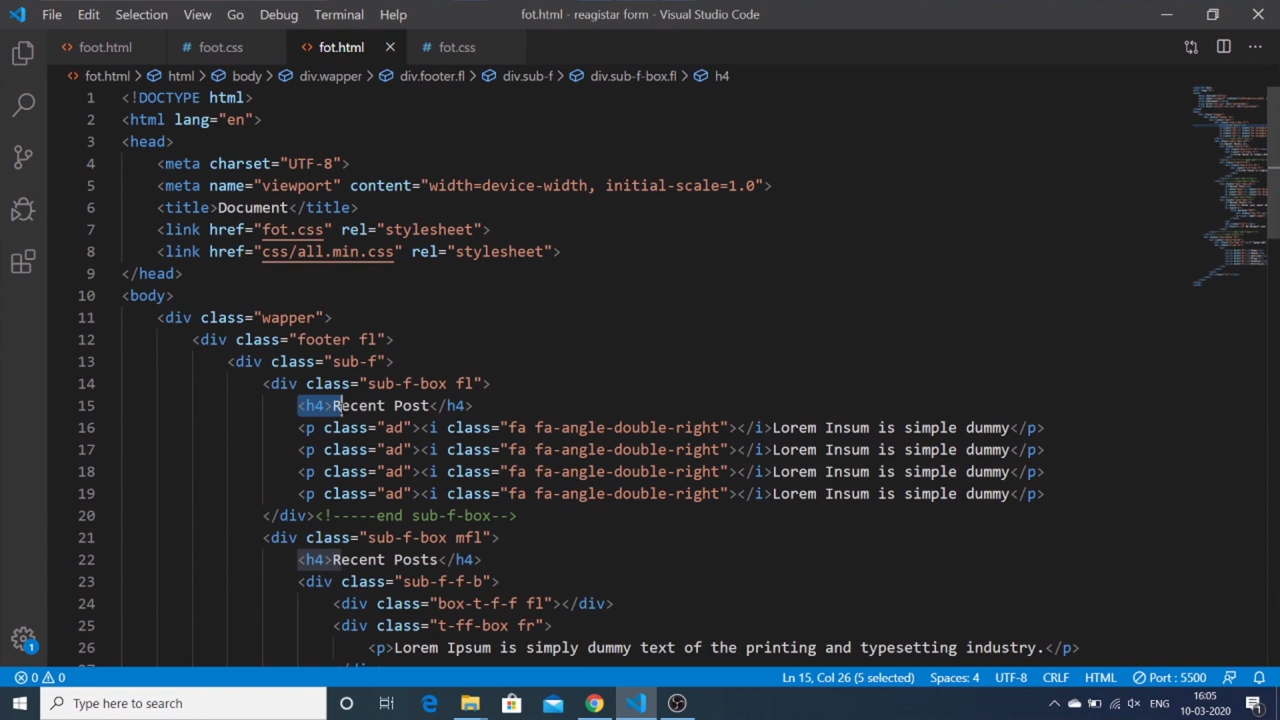 File Edit Selection View Go Debug Terminal Help fot.html - reagistar form - Visual Studio Code
foot.html foot.css fot.html fot.css
fot.html > html > body > div.wapper > div.footer.fl > div.sub-f > div.sub-f-box.fl > h4
1 <!DOCTYPE html>
2 <html lang="en">
3 <head>
4 <meta charset="UTF-8">
5 <meta name="viewport" content="width=device-width, initial-scale=1.0">
6 <title>Document</title>
7 <link href="fot.css" rel="stylesheet">
8 <link href="css/all.min.css" rel="stylesheet">
9 </head>
10 <body>
11 <div class="wapper">
12 <div class="footer fl">
13 <div class="sub-f">
14 <div class="sub-f-box fl">
15 <h4>Recent Post</h4>
16 <p class="ad"><i class="fa fa-angle-double-right"></i>Lorem Insum is simple dummy</p>
17 <p class="ad"><i class="fa fa-angle-double-right"></i>Lorem Insum is simple dummy</p>
18 <p class="ad"><i class="fa fa-angle-double-right"></i>Lorem Insum is simple dummy</p>
19 <p class="ad"><i class="fa fa-angle-double-right"></i>Lorem Insum is simple dummy</p>
20 </div><!-----end sub-f-box-->
21 <div class="sub-f-box mfl">
22 <h4>Recent Posts</h4>
23 <div class="sub-f-f-b">
24 <div class="box-t-f-f fl"></div>
25 <div class="t-ff-box fr">
26 <p>Lorem Ipsum is simply dummy text of the printing and typesetting industry.</p>
0 0 Ln 15, Col 26 (5 selected) Spaces: 4 UTF-8 CRLF HTML Port : 5500
Type here to search ENG 16:05
10-03-2020